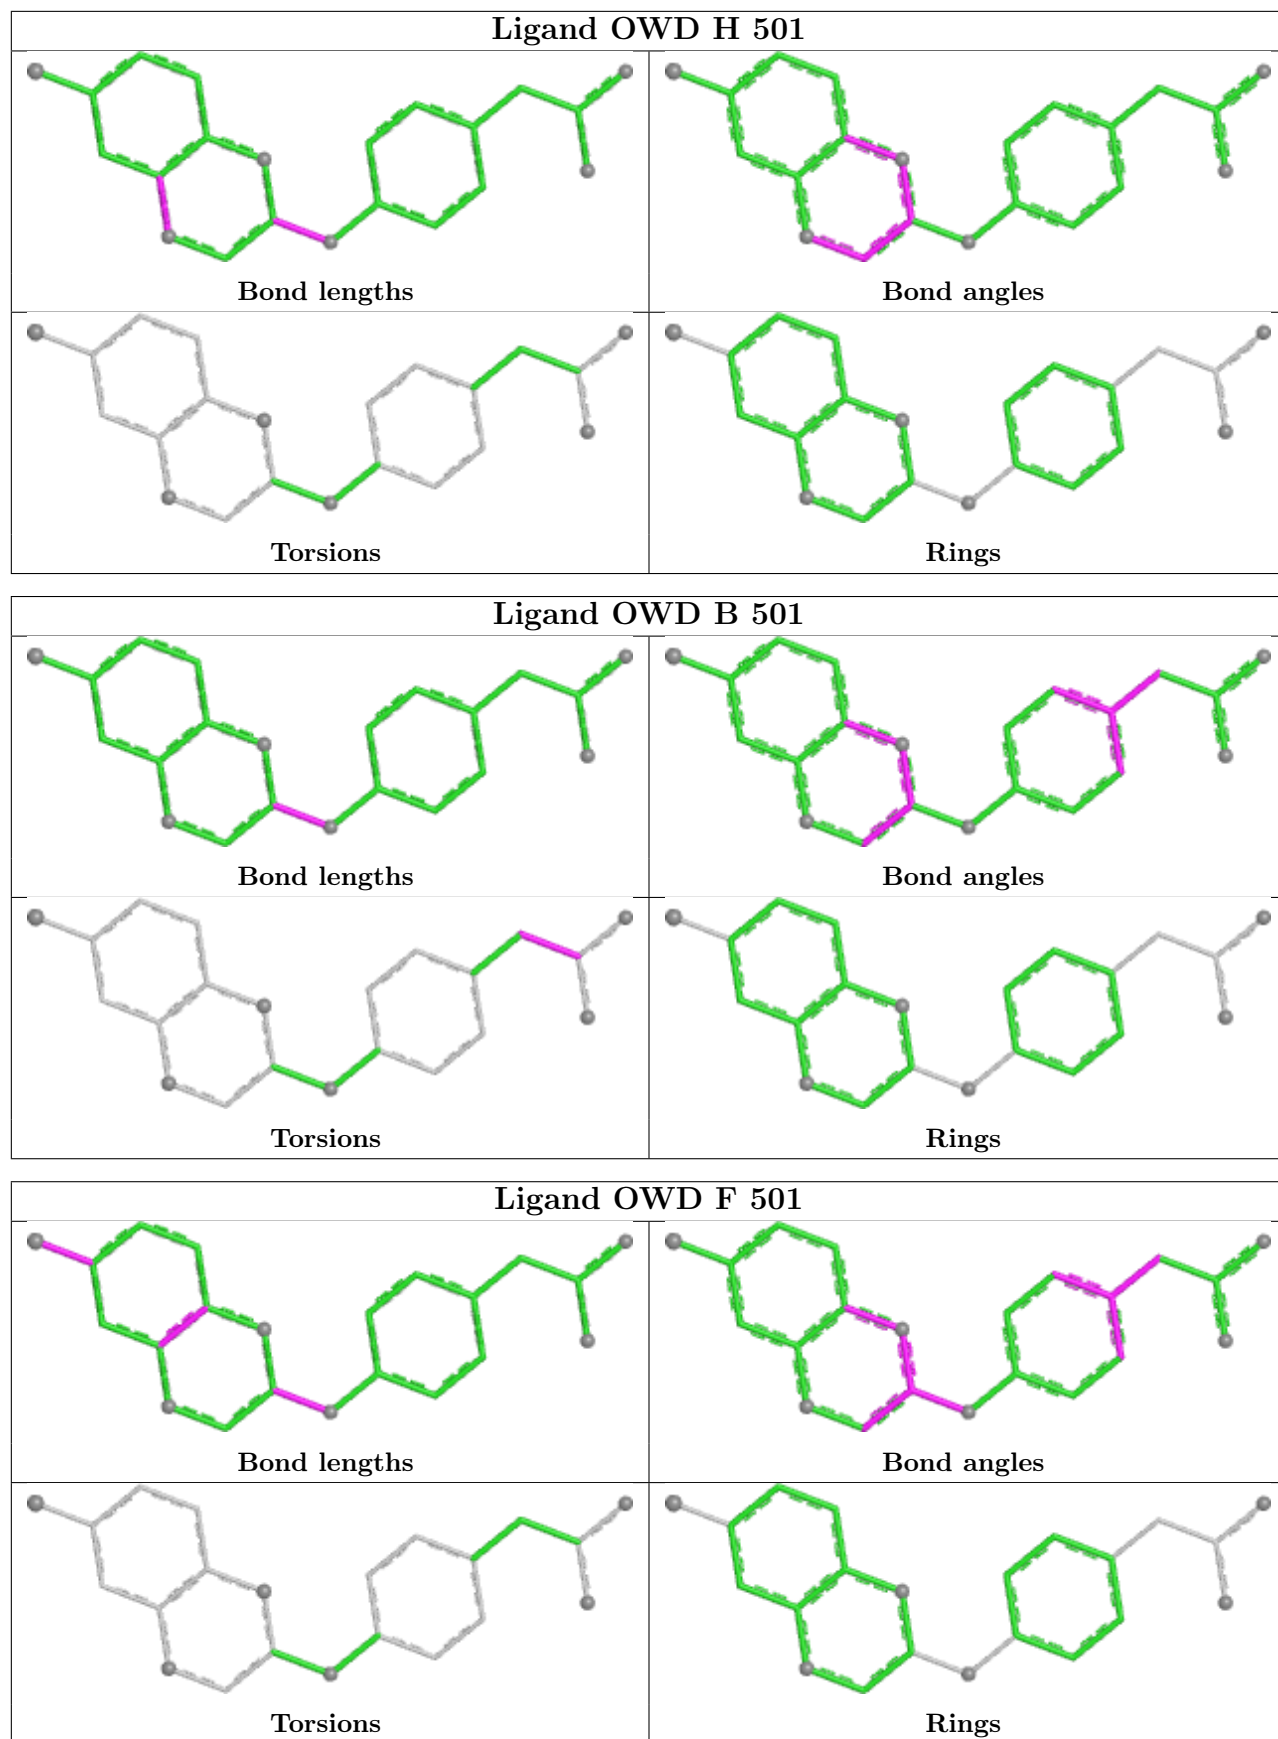 Ligand OWD H 501
Bond lengths
Bond angles
Torsions
Rings
Ligand OWD B 501
Bond lengths
Bond angles
Torsions
Rings
Ligand OWD F 501
Bond lengths
Bond angles
Torsions
Rings